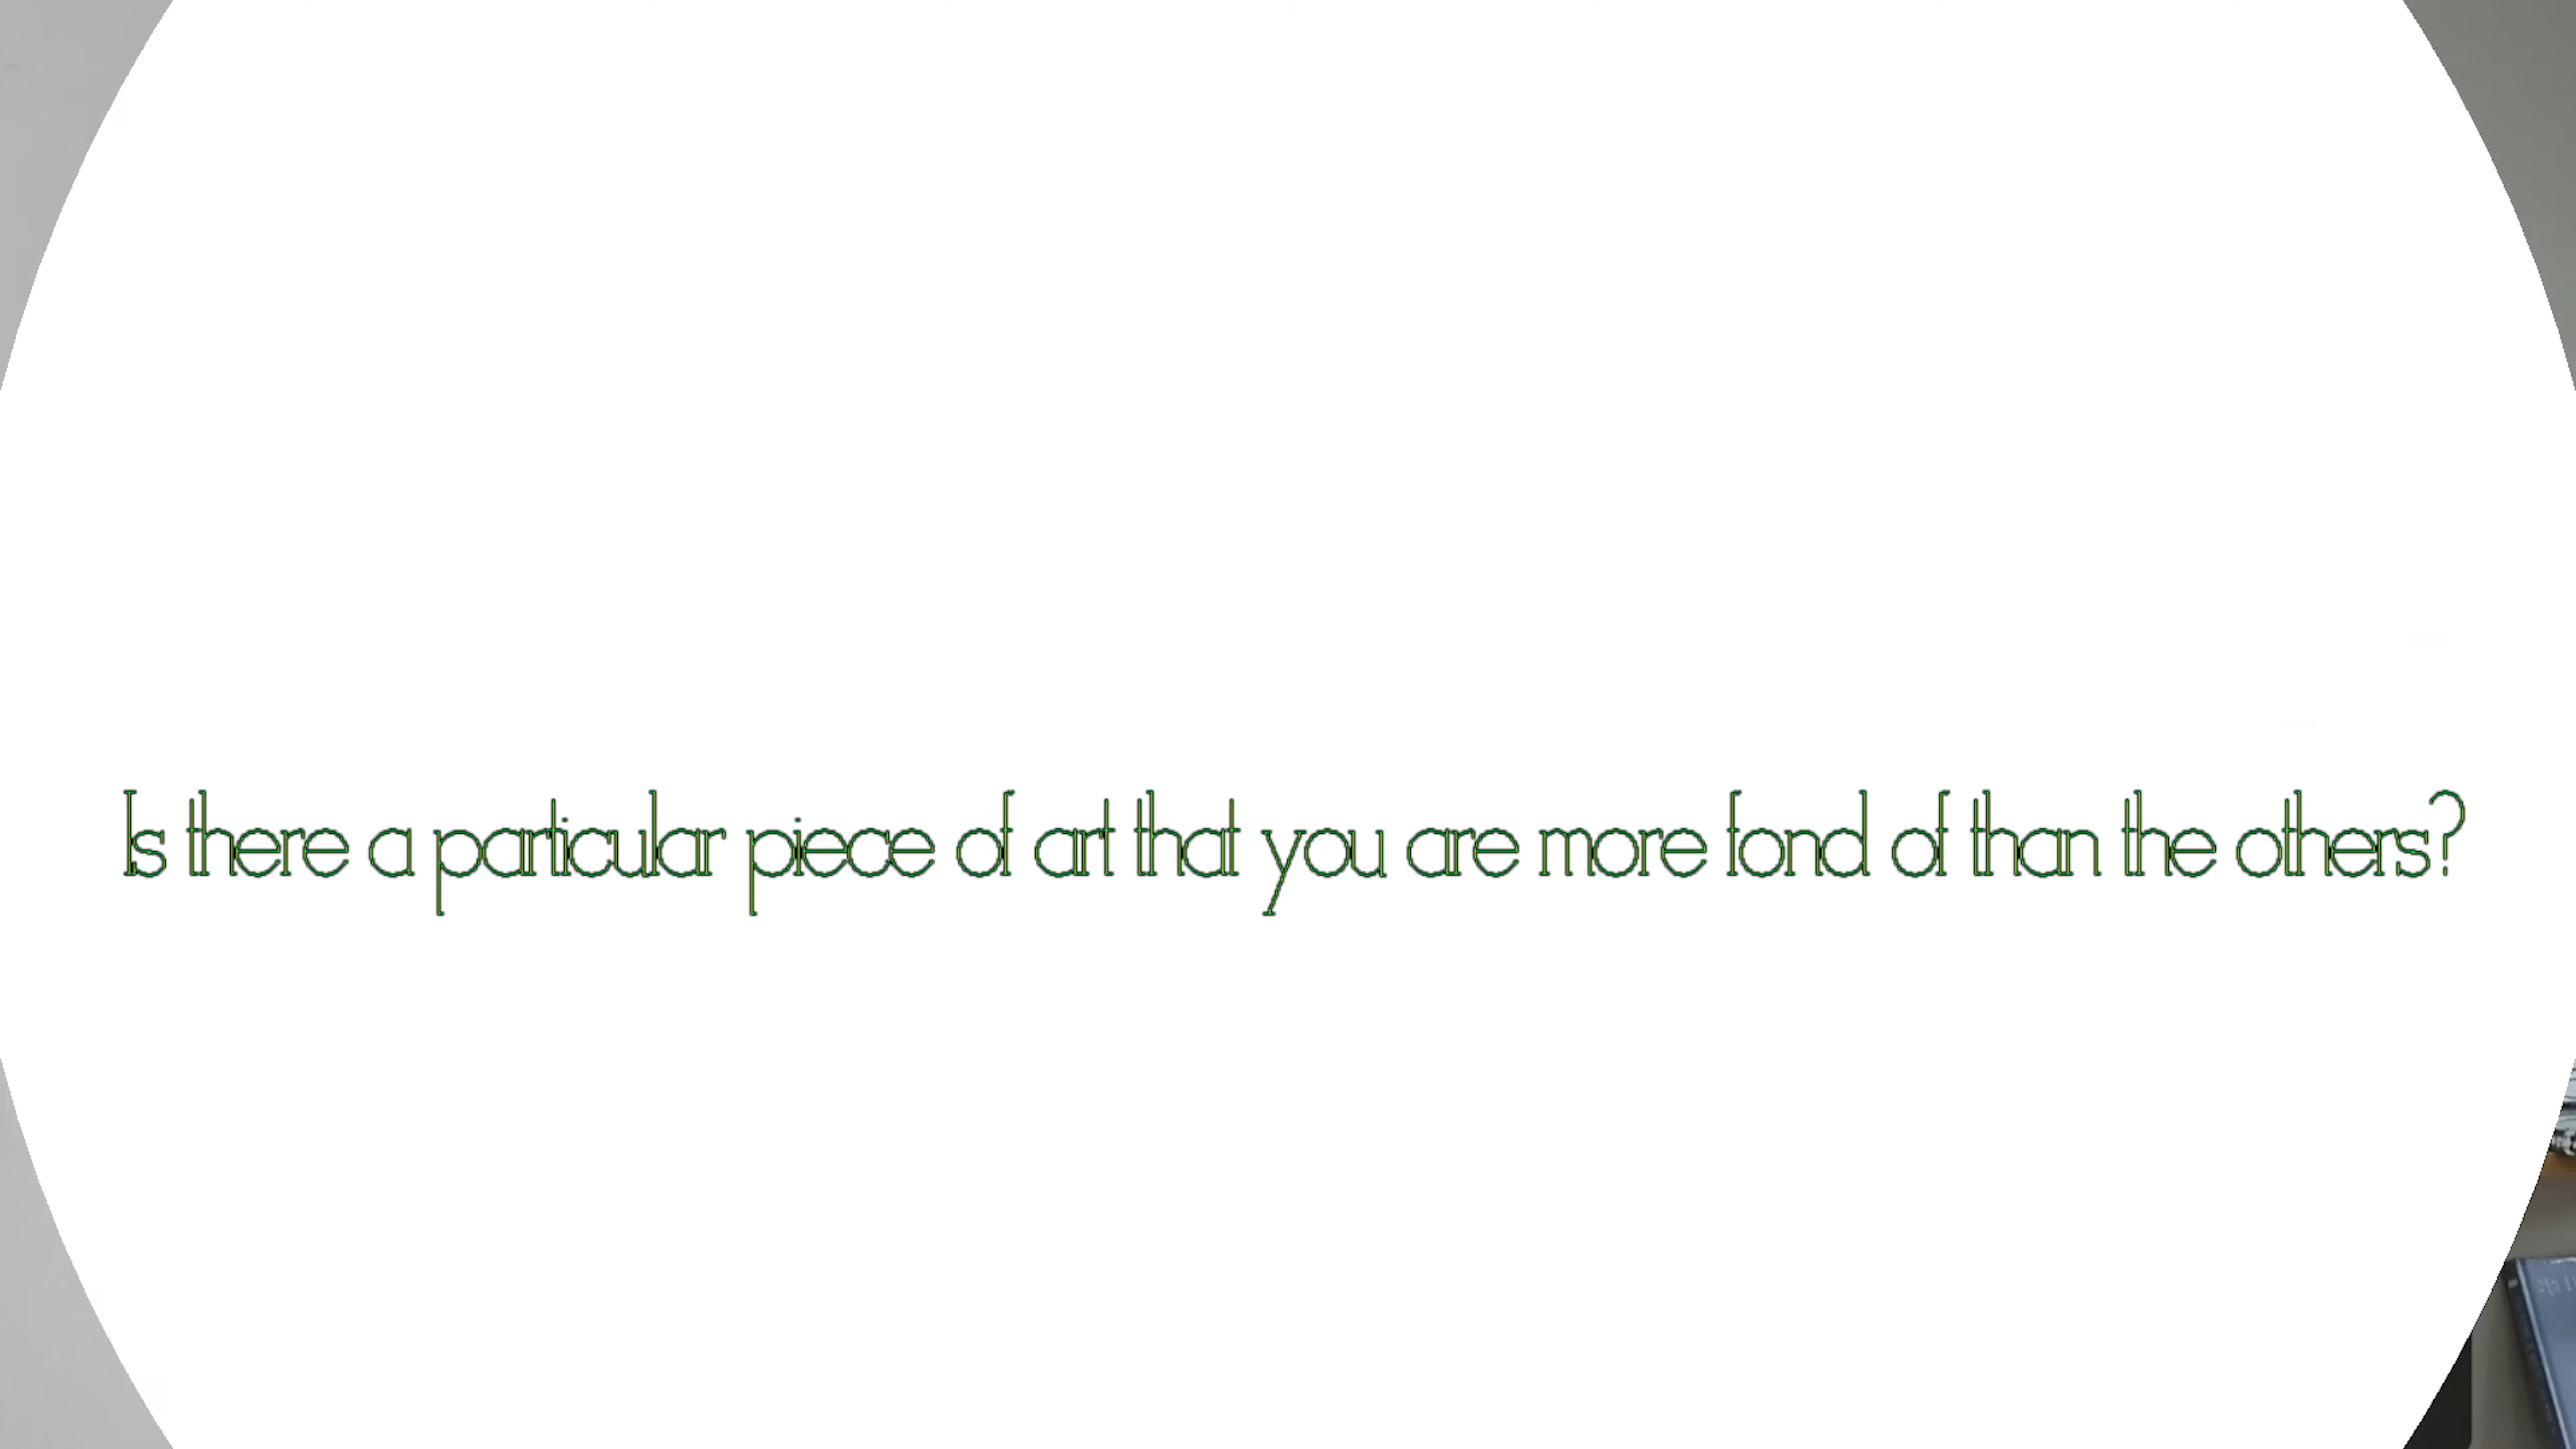 Is there a particular piece of art that you are more fond of than the others?